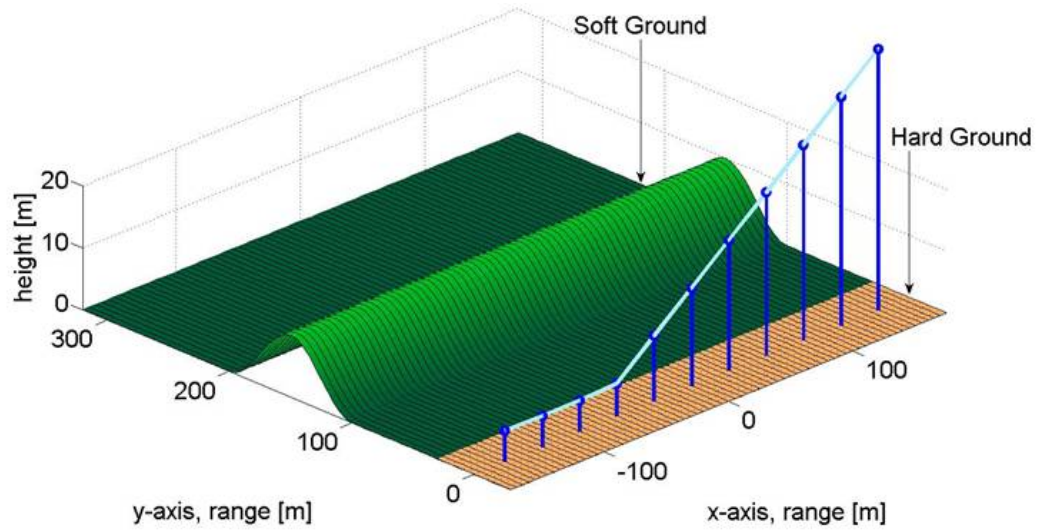 Soft Ground
Hard Ground
20
10
0
height [m]
300
200
100
0
y-axis, range [m]
-100
0
100
x-axis, range [m]